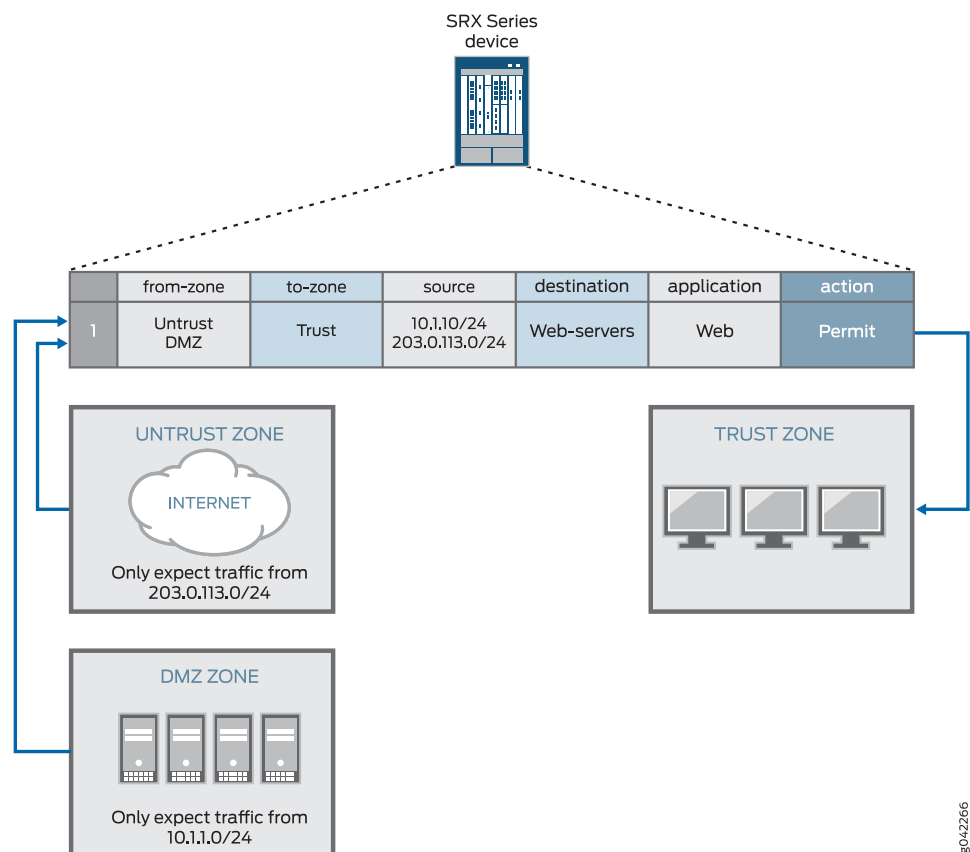 SRX Series
device
from-zone to-zone source destination application action
1 Untrust DMZ Trust 10.1.10/24 203.0.113.0/24 Web-servers Web Permit
UNTRUST ZONE
INTERNET
Only expect traffic from
203.0.113.0/24
TRUST ZONE
DMZ ZONE
Only expect traffic from
10.1.1.0/24
g042266